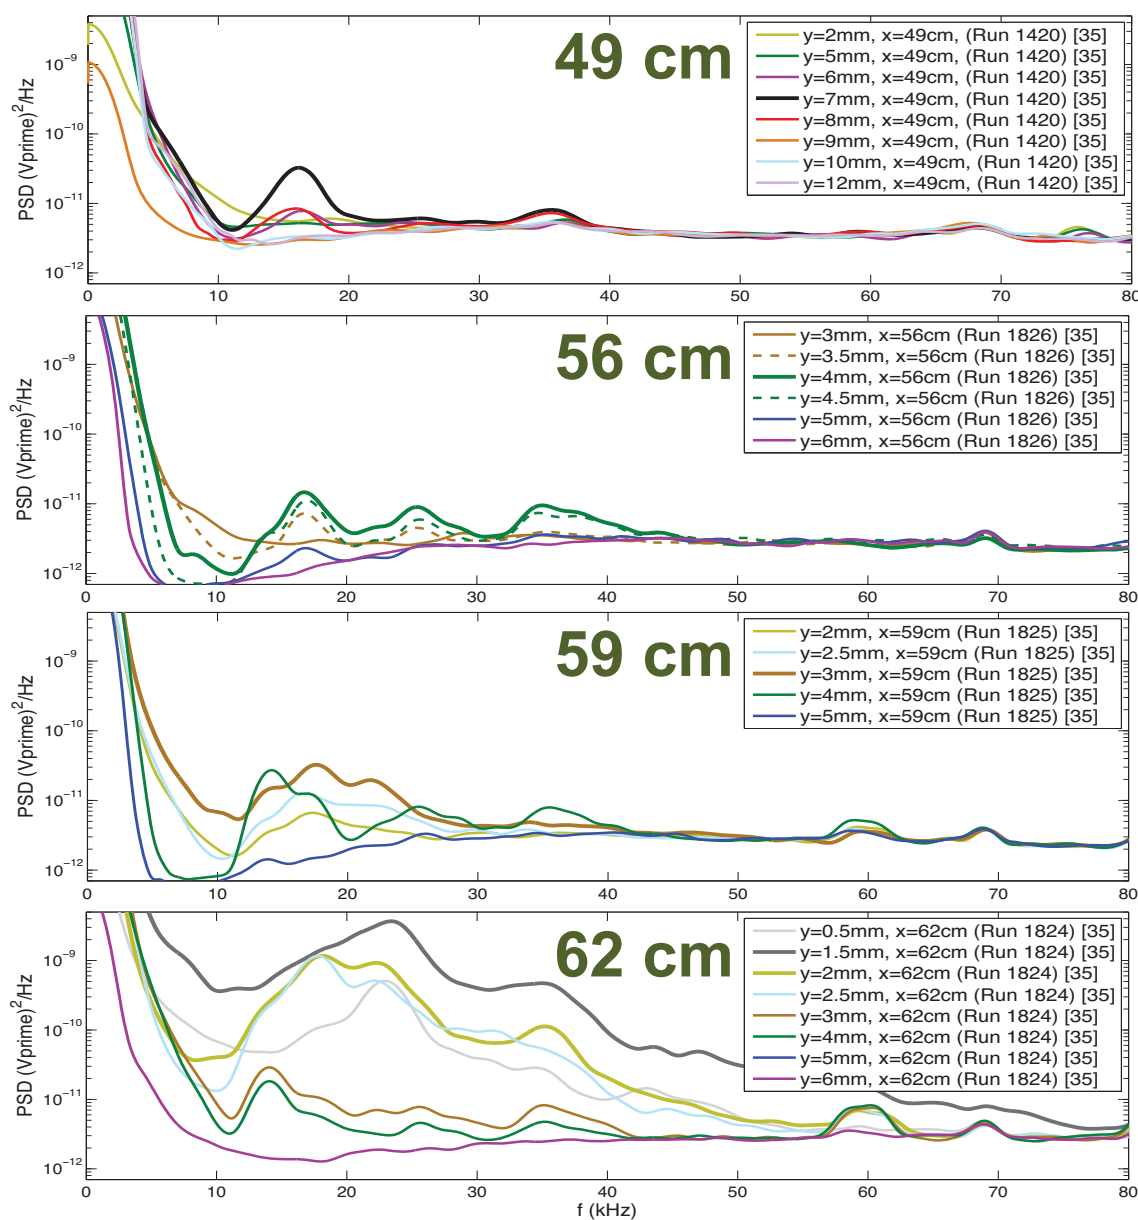 49 cm
y=2mm, x=49cm, (Run 1420) [35]
y=5mm, x=49cm, (Run 1420) [35]
y=6mm, x=49cm, (Run 1420) [35]
y=7mm, x=49cm, (Run 1420) [35]
y=8mm, x=49cm, (Run 1420) [35]
y=9mm, x=49cm, (Run 1420) [35]
y=10mm, x=49cm, (Run 1420) [35]
y=12mm, x=49cm, (Run 1420) [35]
PSD (Vprime)²/Hz
10⁻⁹
10⁻¹⁰
10⁻¹¹
10⁻¹²
0 10 20 30 40 50 60 70 80
56 cm
y=3mm, x=56cm (Run 1826) [35]
y=3.5mm, x=56cm (Run 1826) [35]
y=4mm, x=56cm (Run 1826) [35]
y=4.5mm, x=56cm (Run 1826) [35]
y=5mm, x=56cm (Run 1826) [35]
y=6mm, x=56cm (Run 1826) [35]
PSD (Vprime)²/Hz
10⁻⁹
10⁻¹⁰
10⁻¹¹
10⁻¹²
0 10 20 30 40 50 60 70 80
59 cm
y=2mm, x=59cm (Run 1825) [35]
y=2.5mm, x=59cm (Run 1825) [35]
y=3mm, x=59cm (Run 1825) [35]
y=4mm, x=59cm (Run 1825) [35]
y=5mm, x=59cm (Run 1825) [35]
PSD (Vprime)²/Hz
10⁻⁹
10⁻¹⁰
10⁻¹¹
10⁻¹²
0 10 20 30 40 50 60 70 80
62 cm
y=0.5mm, x=62cm (Run 1824) [35]
y=1.5mm, x=62cm (Run 1824) [35]
y=2mm, x=62cm (Run 1824) [35]
y=2.5mm, x=62cm (Run 1824) [35]
y=3mm, x=62cm (Run 1824) [35]
y=4mm, x=62cm (Run 1824) [35]
y=5mm, x=62cm (Run 1824) [35]
y=6mm, x=62cm (Run 1824) [35]
PSD (Vprime)²/Hz
10⁻⁹
10⁻¹⁰
10⁻¹¹
10⁻¹²
0 10 20 30 40 50 60 70 80
f (kHz)